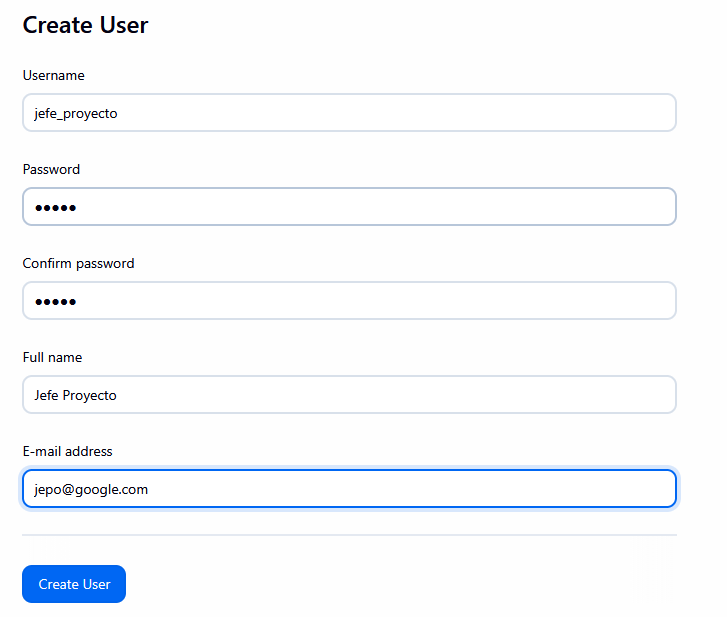 Create User
Username
jefe_proyecto
Password
•••••
Confirm password
•••••
Full name
Jefe Proyecto
E-mail address
jepo@google.com
Create User